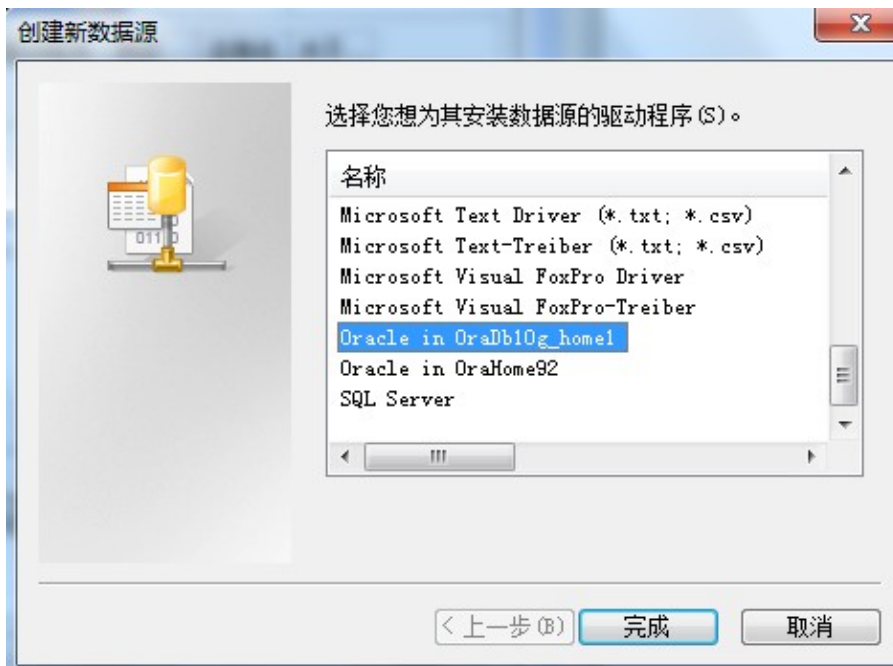 创建新数据源
选择您想为其安装数据源的驱动程序(S)。
名称
Microsoft Text Driver (*.txt; *.csv)
Microsoft Text-Treiber (*.txt; *.csv)
Microsoft Visual FoxPro Driver
Microsoft Visual FoxPro-Treiber
Oracle in OraDb10g_home1
Oracle in OraHome92
SQL Server
<上一步(B)
完成
取消